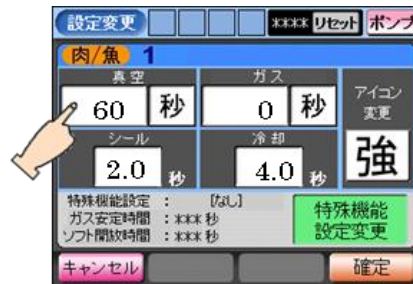 設定変更 **** リセット ポンプ
肉/魚 1
真空 ガス アイコン
変更
60 秒 0 秒
シール 冷却 強
2.0 秒 4.0 秒
特殊機能設定 : [なし] 特殊機能
ガス安定時間 : *** 秒 設定変更
ソフト開放時間 : *** 秒
キャンセル 確定